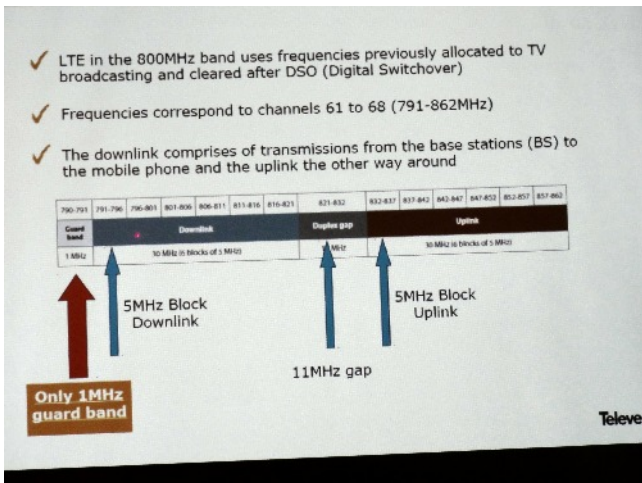 LTE in the 800MHz band uses frequencies previously allocated to TV
broadcasting and cleared after DSO (Digital Switchover)
Frequencies correspond to channels 61 to 68 (791-862MHz)
The downlink comprises of transmissions from the base stations (BS) to
the mobile phone and the uplink the other way around
790-791 791-796 796-801 801-806 806-811 811-816 816-821 821-832 832-837 837-842 842-847 847-852 852-857 857-862
Guard
band
Downlink Duplex gap Uplink
1 MHz 30 MHz (6 blocks of 5 MHz) MHz 30 MHz (6 blocks of 5 MHz)
5MHz Block
Downlink
5MHz Block
Uplink
11MHz gap
Only 1MHz
guard band
Televe